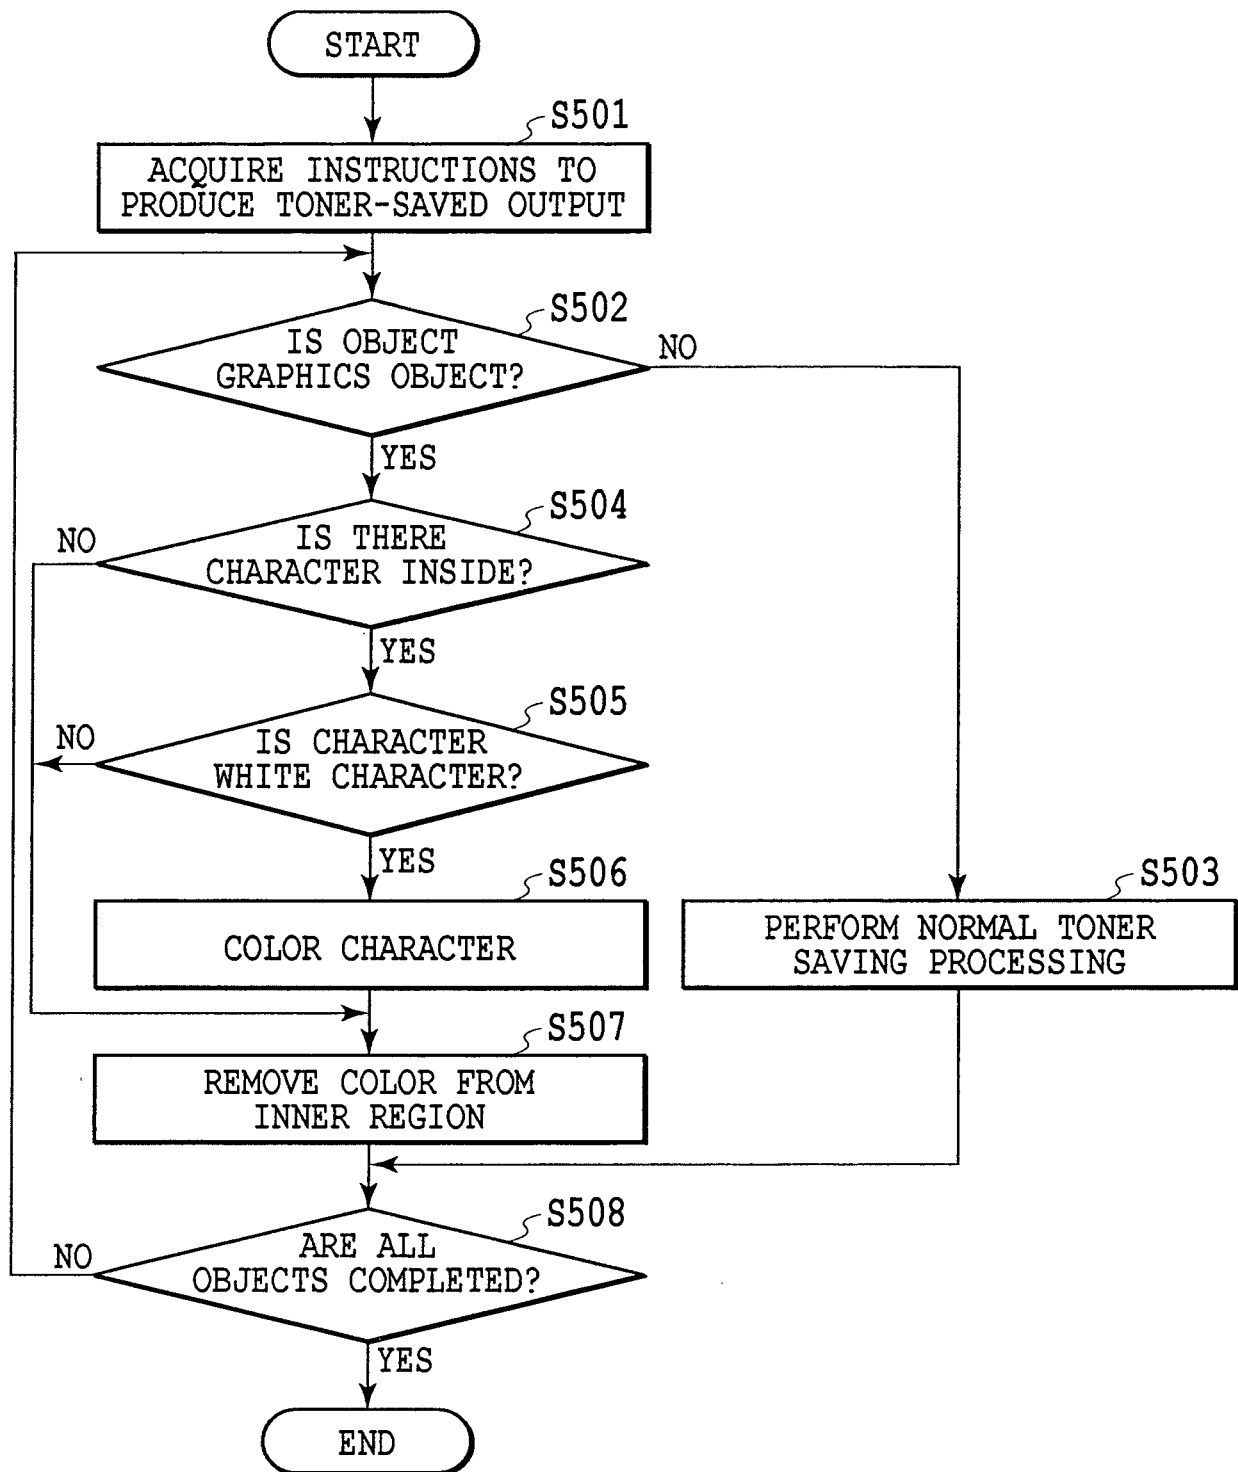 START
S501
ACQUIRE INSTRUCTIONS TO
PRODUCE TONER-SAVED OUTPUT
S502
IS OBJECT
GRAPHICS OBJECT?
NO
YES
S504
IS THERE
CHARACTER INSIDE?
NO
YES
S505
IS CHARACTER
WHITE CHARACTER?
NO
YES
S506
COLOR CHARACTER
S503
PERFORM NORMAL TONER
SAVING PROCESSING
S507
REMOVE COLOR FROM
INNER REGION
S508
ARE ALL
OBJECTS COMPLETED?
NO
YES
END